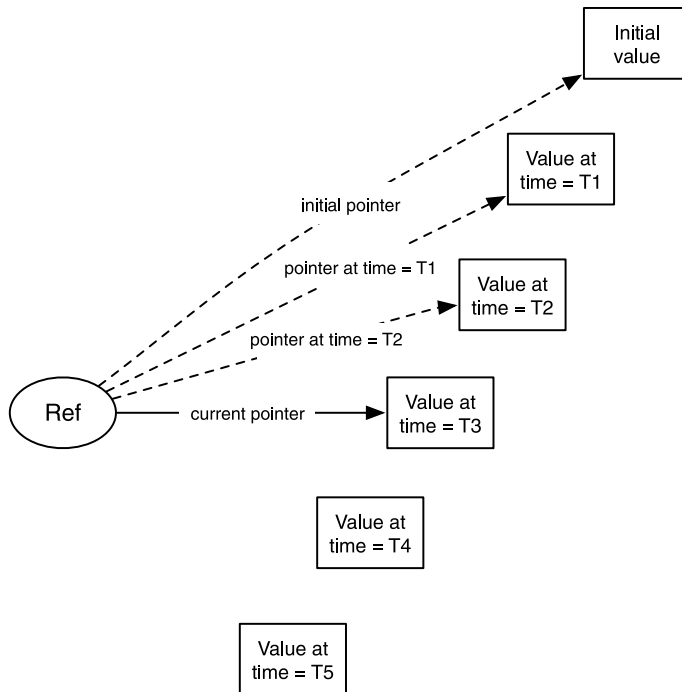 Initial
value
Value at
time = T1
initial pointer
pointer at time = T1
Value at
time = T2
pointer at time = T2
Ref
current pointer
Value at
time = T3
Value at
time = T4
Value at
time = T5